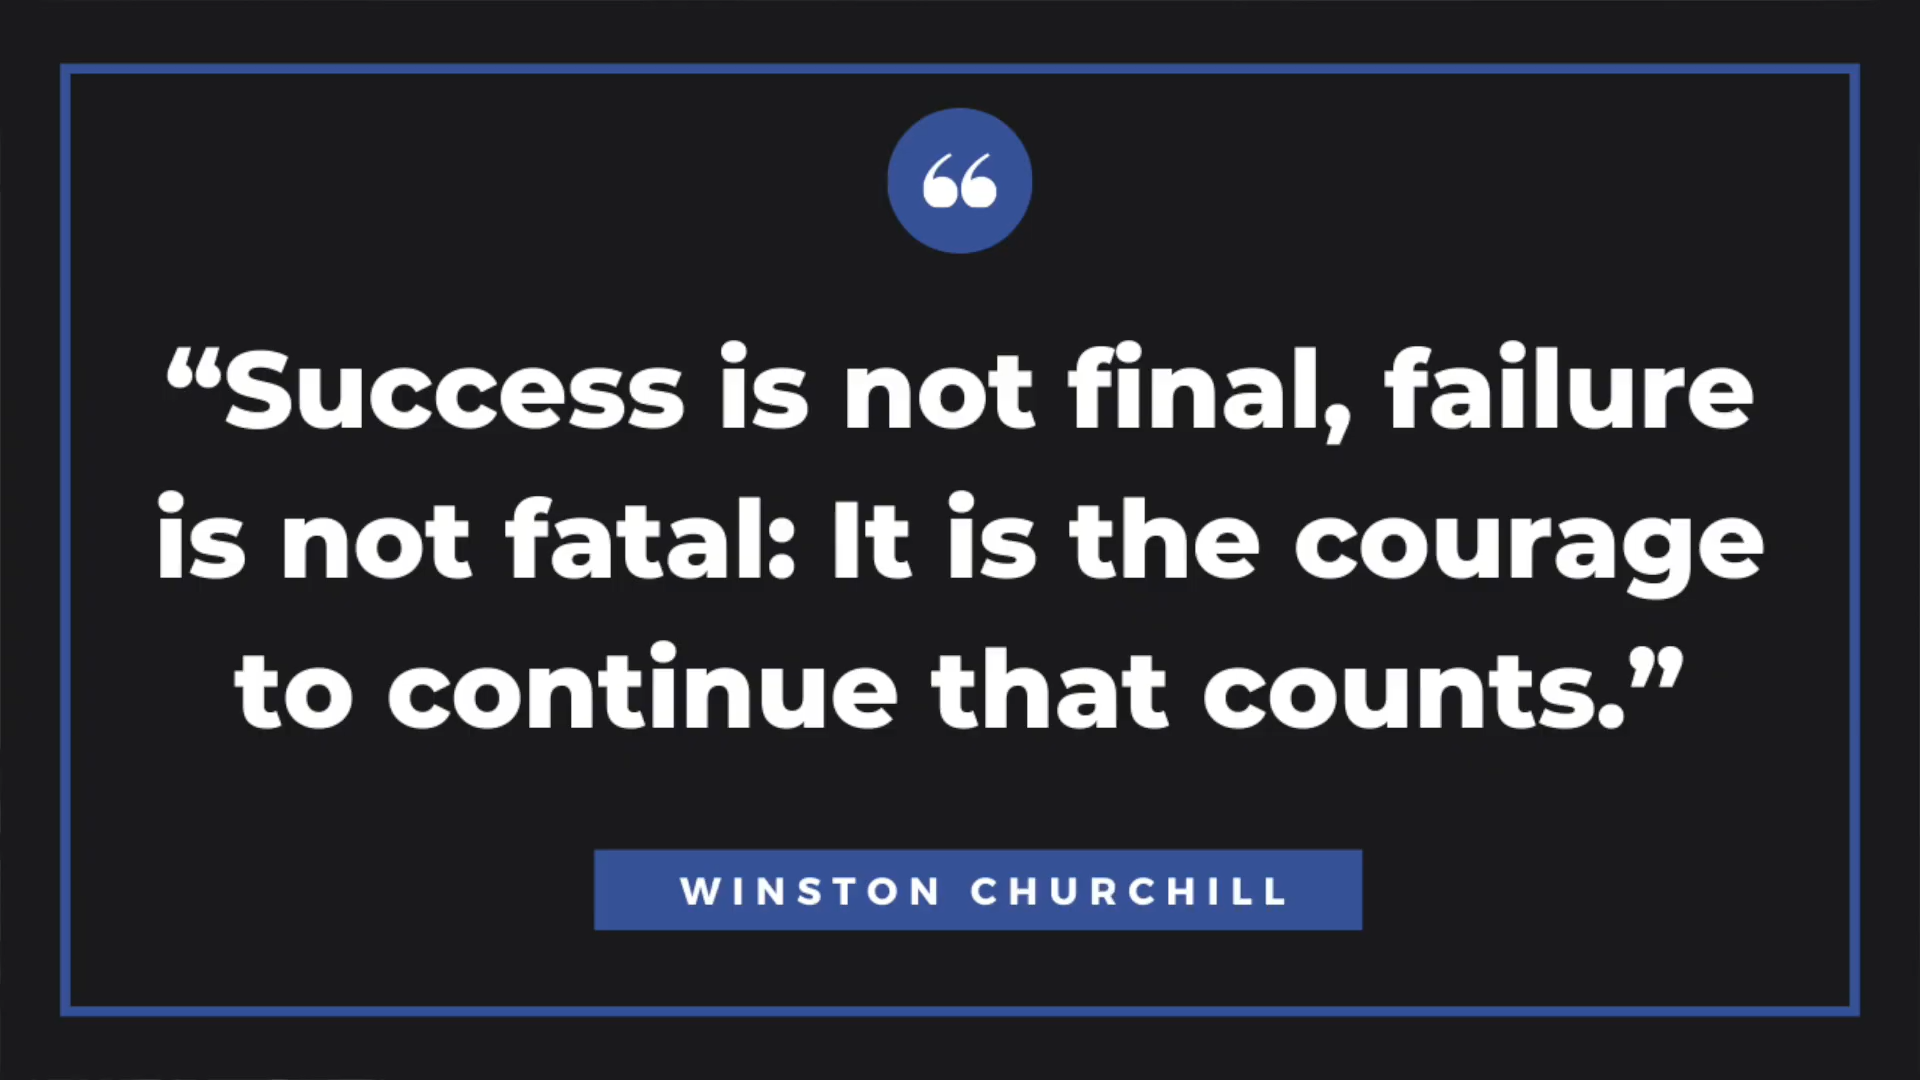 “
“Success is not final, failure
is not fatal: It is the courage
to continue that counts.”
WINSTON CHURCHILL